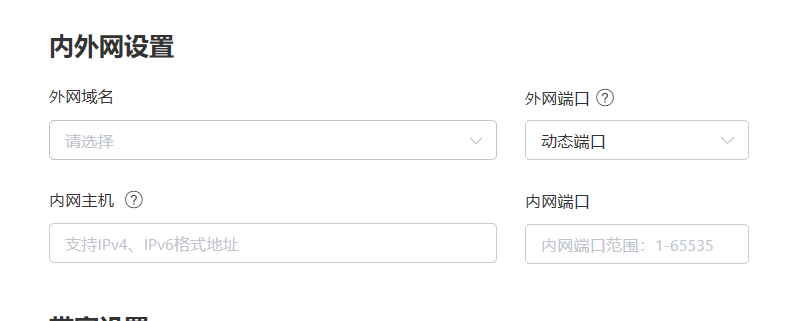 内外网设置
外网域名
外网端口 ?
请选择
动态端口
内网主机 ?
内网端口
支持IPv4、IPv6格式地址
内网端口范围：1-65535